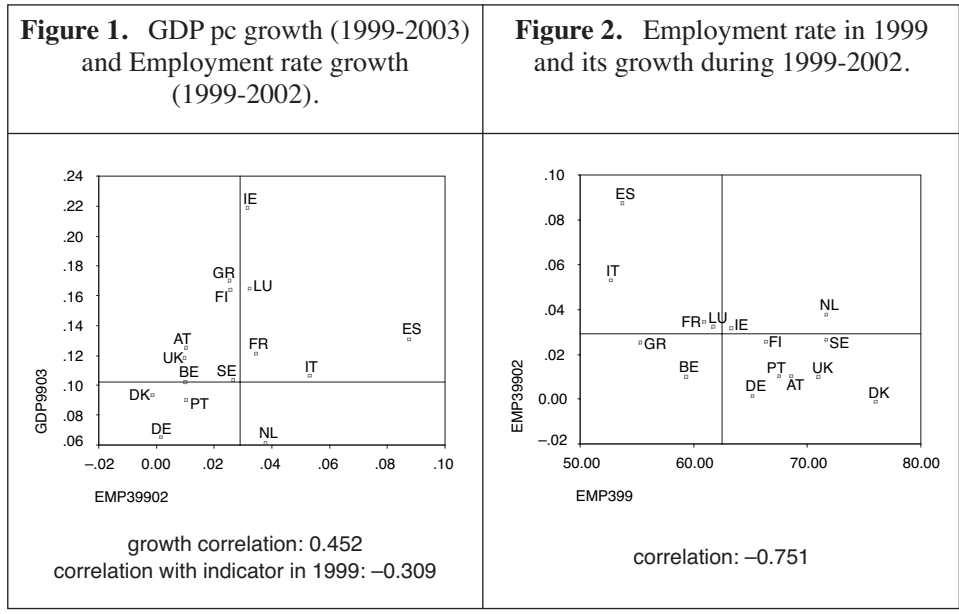 Figure 1. GDP pc growth (1999-2003)
and Employment rate growth
(1999-2002).
Figure 2. Employment rate in 1999
and its growth during 1999-2002.
.24
.22
.20
.18
.16
.14
.12
.10
.08
.06
GDP9903
IE
GR
FI
LU
AT
UK
FR
ES
BE
SE
IT
DK
PT
DE
NL
–.02
0.00
.02
.04
.06
.08
.10
EMP39902
growth correlation: 0.452
correlation with indicator in 1999: –0.309
.10
.08
.06
.04
.02
0.00
–.02
EMP39902
ES
IT
NL
FR
LU
IE
GR
FI
SE
BE
DE
PT
AT
UK
DK
50.00
60.00
70.00
80.00
EMP399
correlation: –0.751